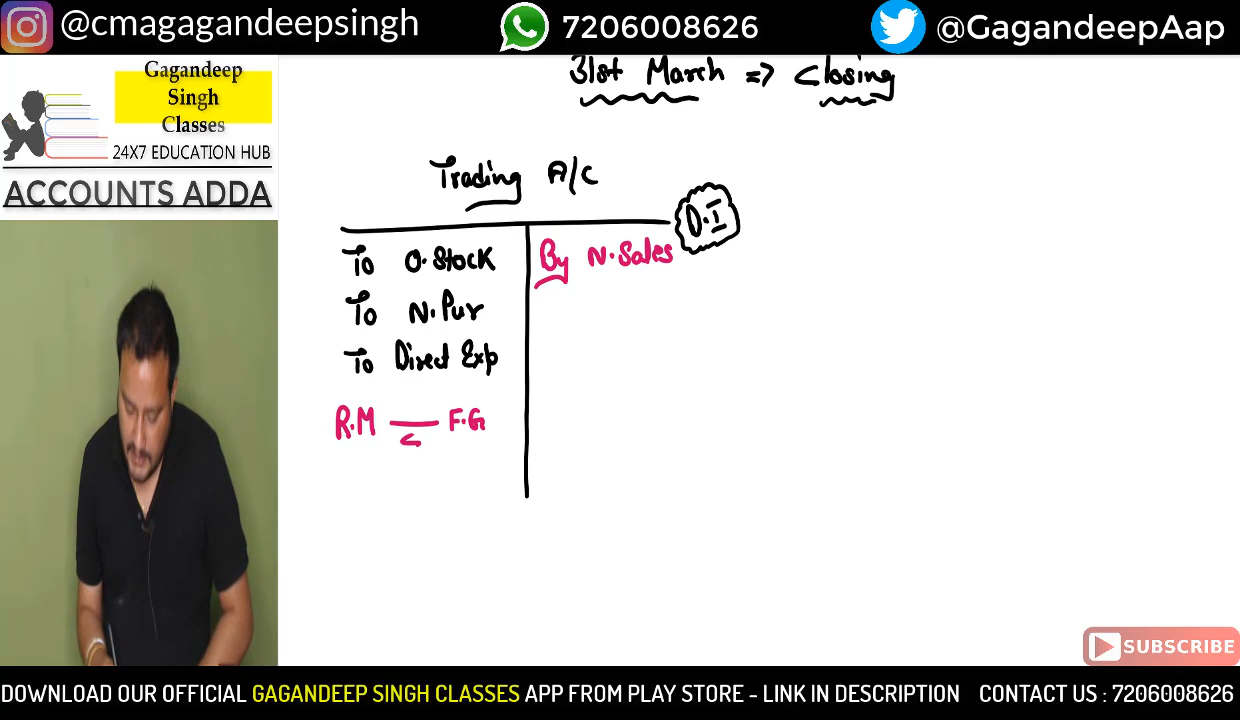 @cmagagandeepsingh 7206008626 @GagandeepAap
Gagandeep
Singh
Classes
24X7 EDUCATION HUB
ACCOUNTS ADDA
31st March => Closing
Trading A/C
D.I
To O.Stock By N.Sales
To N.Pur
To Direct Exp
R.M — F.G
SUBSCRIBE
DOWNLOAD OUR OFFICIAL GAGANDEEP SINGH CLASSES APP FROM PLAY STORE - LINK IN DESCRIPTION CONTACT US : 7206008626